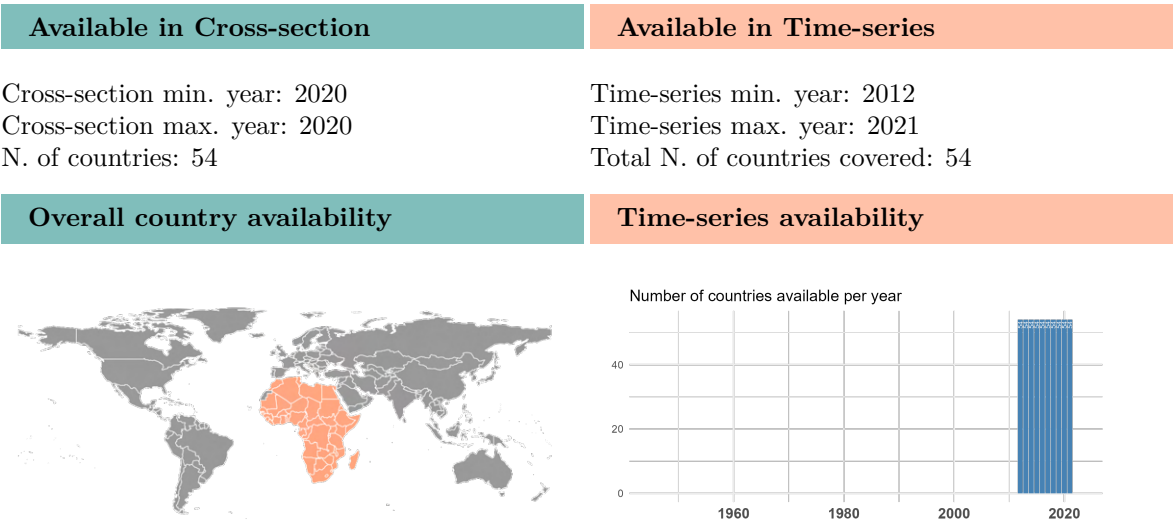 Available in Cross-section
Available in Time-series
Cross-section min. year: 2020
Cross-section max. year: 2020
N. of countries: 54
Time-series min. year: 2012
Time-series max. year: 2021
Total N. of countries covered: 54
Overall country availability
Time-series availability
Number of countries available per year
40
20
0
1960 1980 2000 2020